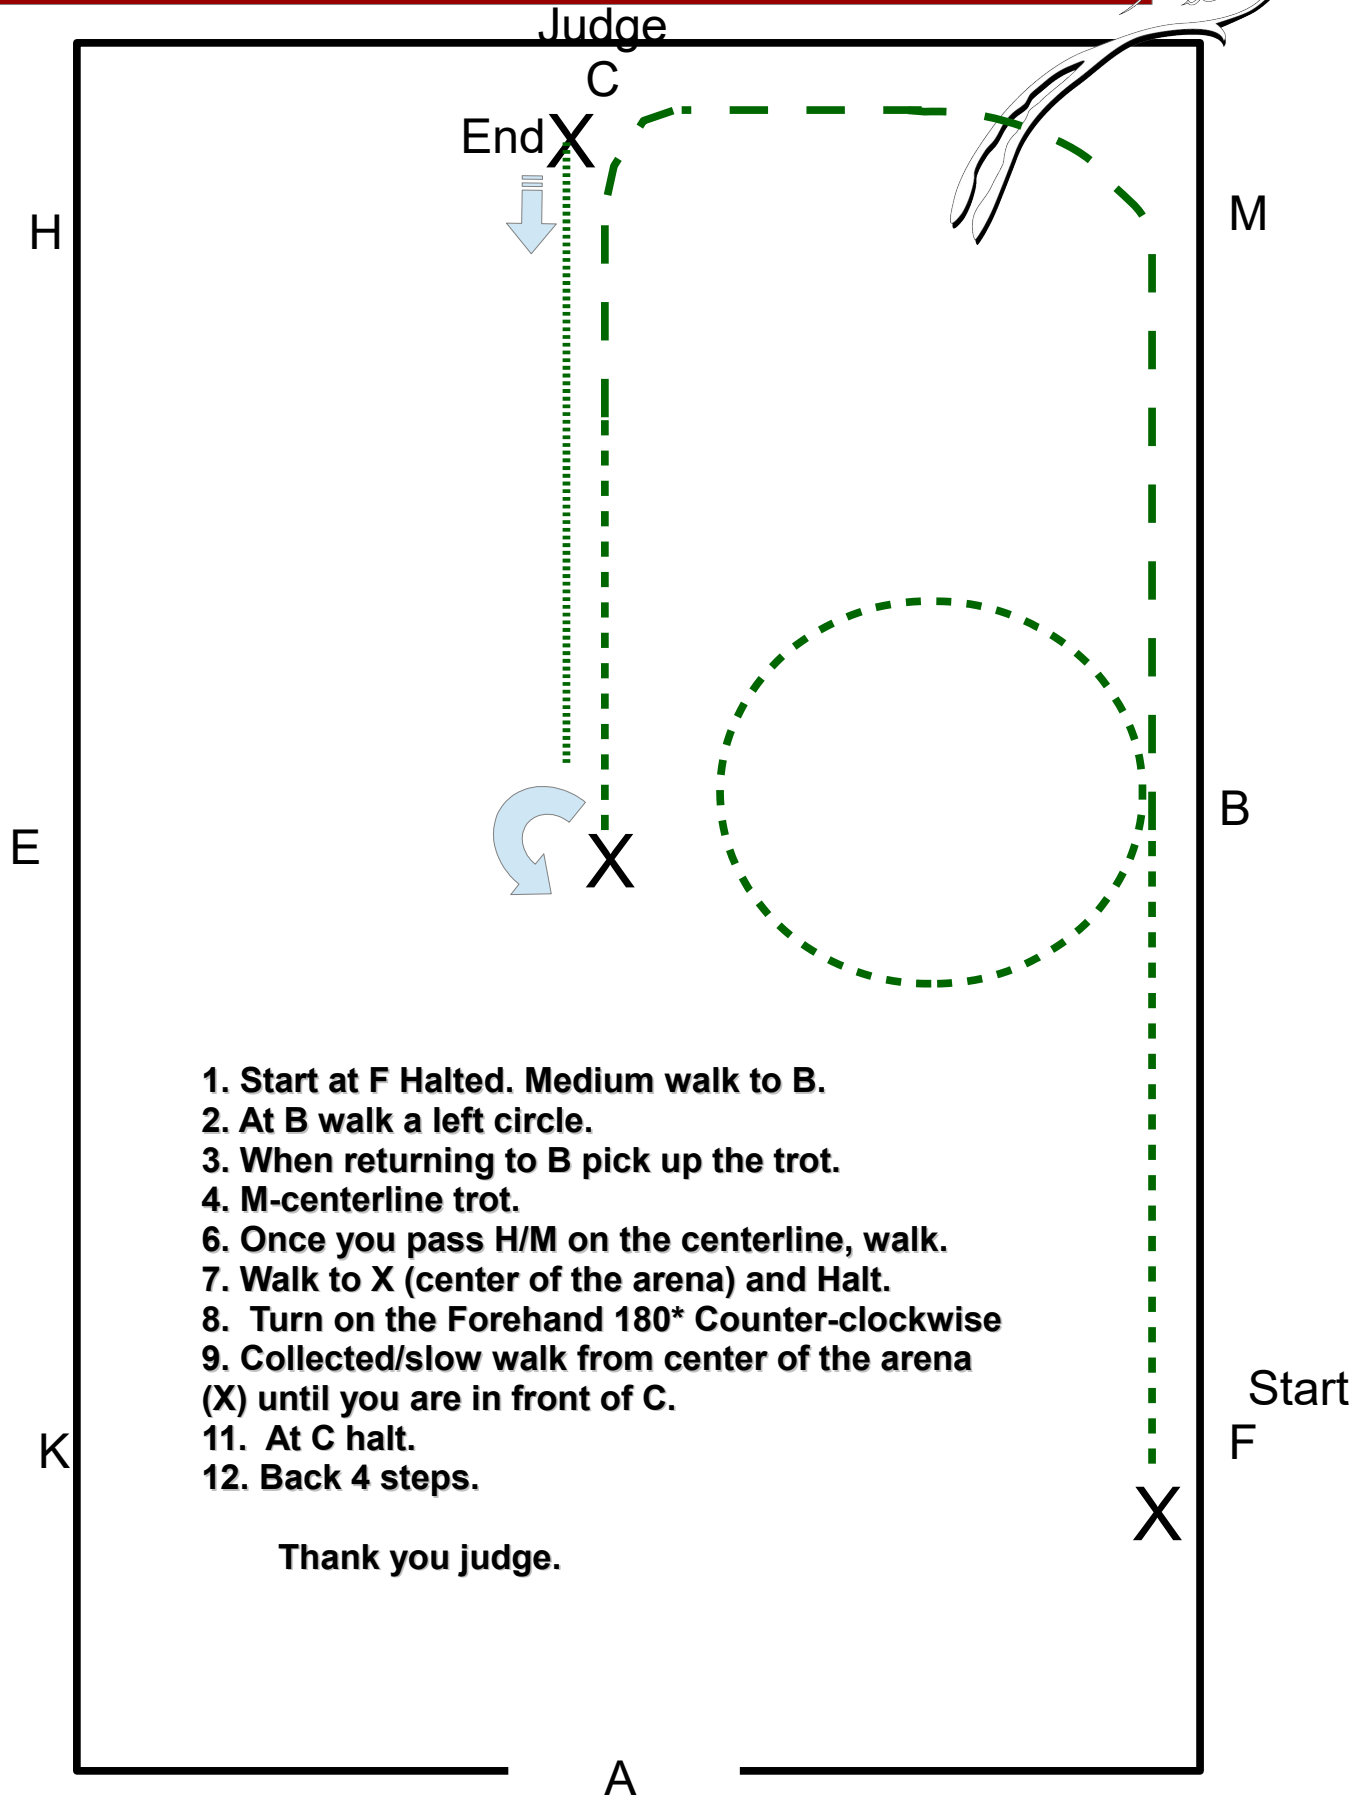 Judge
C
End X
H
M
B
E
X
1. Start at F Halted. Medium walk to B.
2. At B walk a left circle.
3. When returning to B pick up the trot.
4. M-centerline trot.
6. Once you pass H/M on the centerline, walk.
7. Walk to X (center of the arena) and Halt.
8.  Turn on the Forehand 180* Counter-clockwise
9. Collected/slow walk from center of the arena
(X) until you are in front of C.
11.  At C halt.
12. Back 4 steps.
Start
F
K
X
Thank you judge.
A